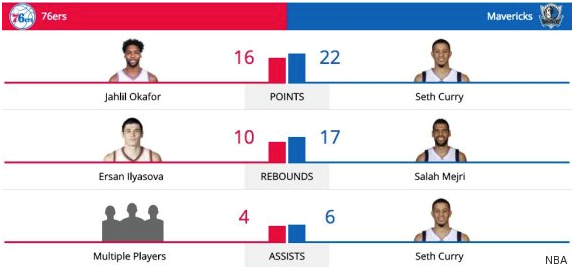 76ers 76ers Mavericks
16 22
Jahlil Okafor POINTS Seth Curry
10 17
Ersan Ilyasova REBOUNDS Salah Mejri
4 6
Multiple Players ASSISTS Seth Curry
NBA